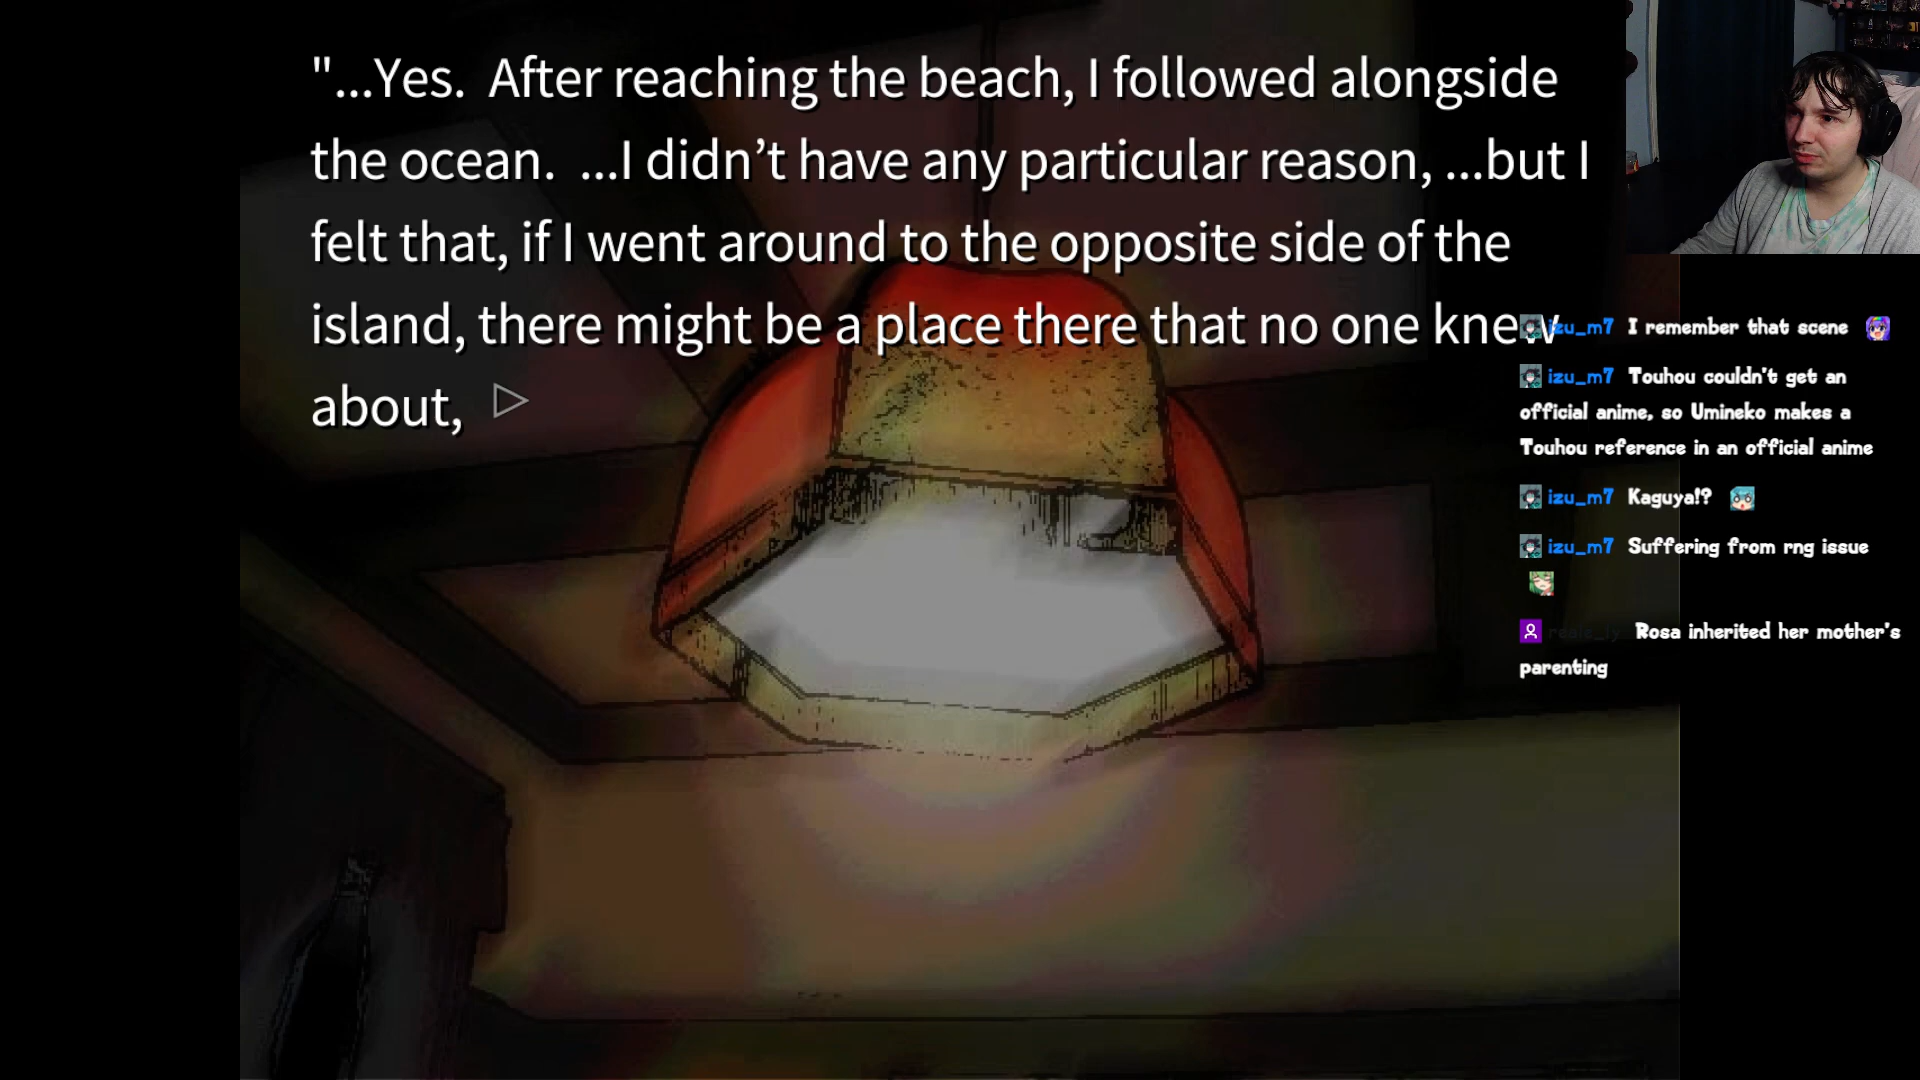 "...Yes.  After reaching the beach, I followed alongside
the ocean.  ...I didn’t have any particular reason, ...but I
felt that, if I went around to the opposite side of the
island, there might be a place there that no one knew
about,
izu_m7 I remember that scene
izu_m7 Touhou couldn't get an
official anime, so Umineko makes a
Touhou reference in an official anime
izu_m7 Kaguya!?
izu_m7 Suffering from rng issue
Rosa inherited her mother's
parenting